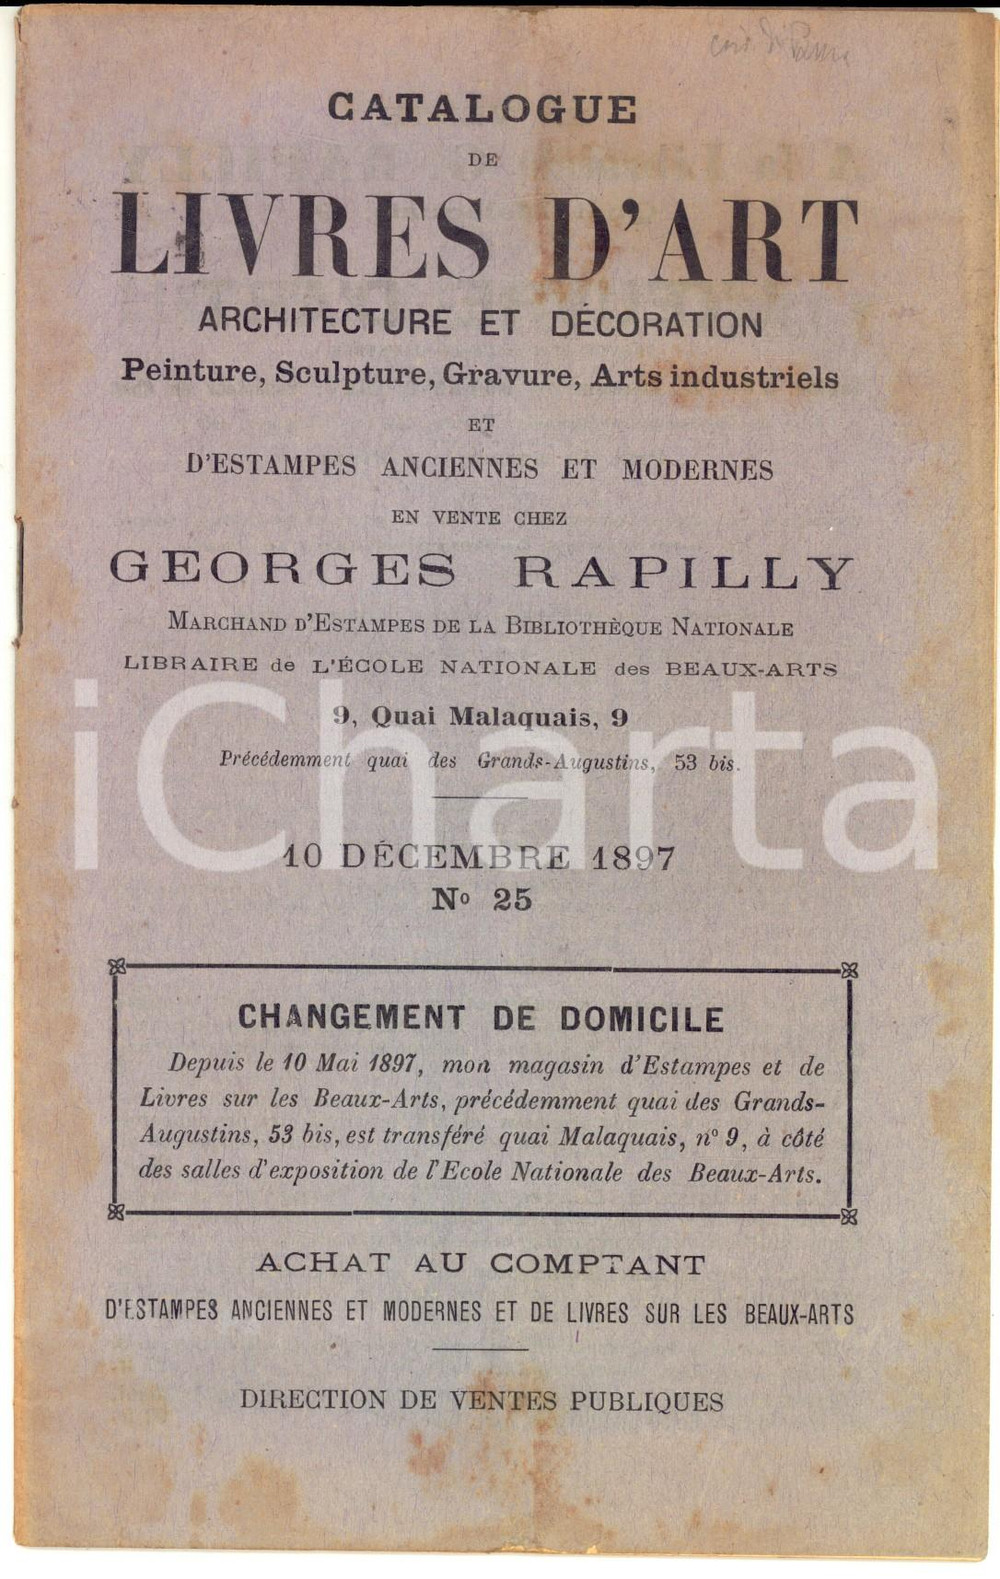 CATALOGUE
DE
LIVRES D'ART
ARCHITECTURE ET DÉCORATION
Peinture, Sculpture, Gravure, Arts industriels
ET
D'ESTAMPES ANCIENNES ET MODERNES
EN VENTE CHEZ
GEORGES RAPILLY
MARCHAND D'ESTAMPES DE LA BIBLIOTHÈQUE NATIONALE
LIBRAIRE de L'ÉCOLE NATIONALE des BEAUX-ARTS
9, Quai Malaquais, 9
Précédemment quai des Grands-Augustins, 53 bis.
iCharta
10 DÉCEMBRE 1897
No 25
CHANGEMENT DE DOMICILE
Depuis le 10 Mai 1897, mon magasin d'Estampes et de
Livres sur les Beaux-Arts, précédemment quai des Grands-
Augustins, 53 bis, est transféré quai Malaquais, n° 9, à côté
des salles d'exposition de l'Ecole Nationale des Beaux-Arts.
ACHAT AU COMPTANT
D'ESTAMPES ANCIENNES ET MODERNES ET DE LIVRES SUR LES BEAUX-ARTS
DIRECTION DE VENTES PUBLIQUES